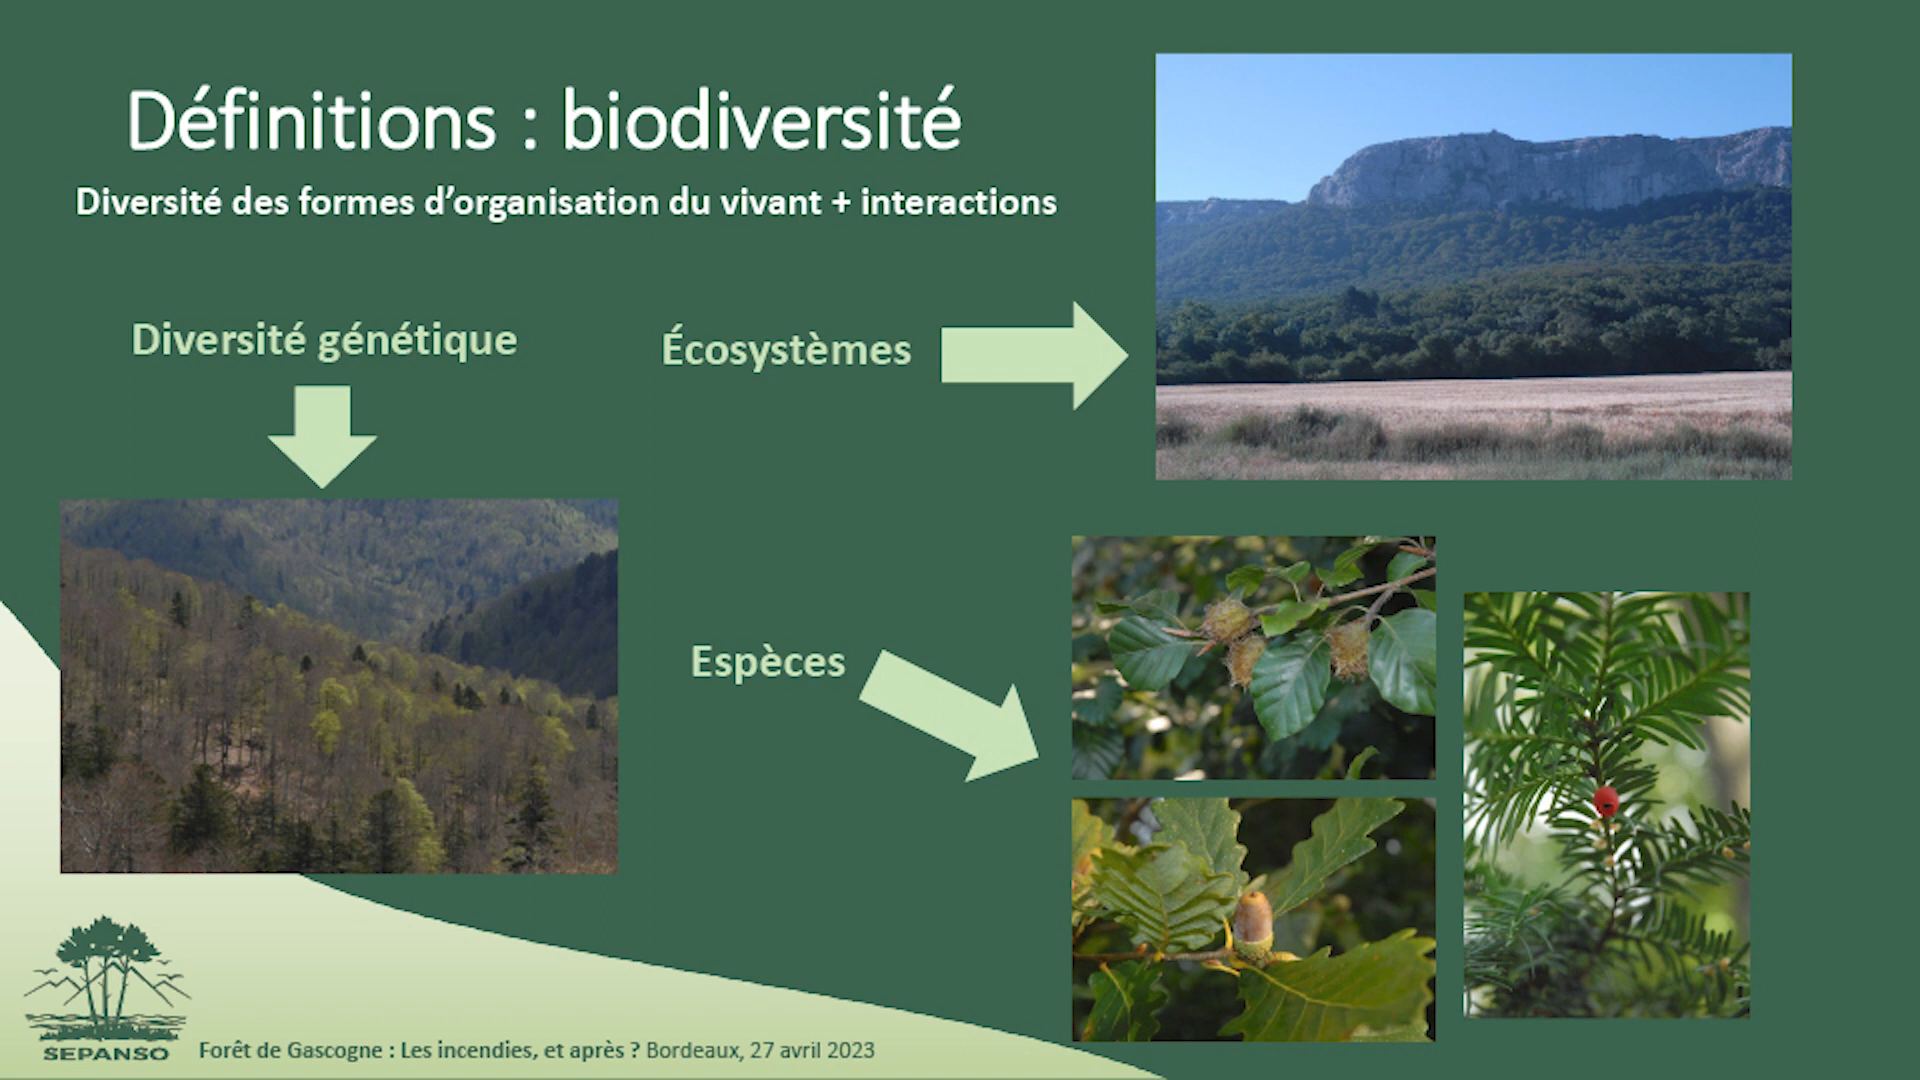 Définitions : biodiversité
Diversité des formes d’organisation du vivant + interactions
Diversité génétique
Écosystèmes
Espèces
SEPANSO
Forêt de Gascogne : Les incendies, et après ? Bordeaux, 27 avril 2023